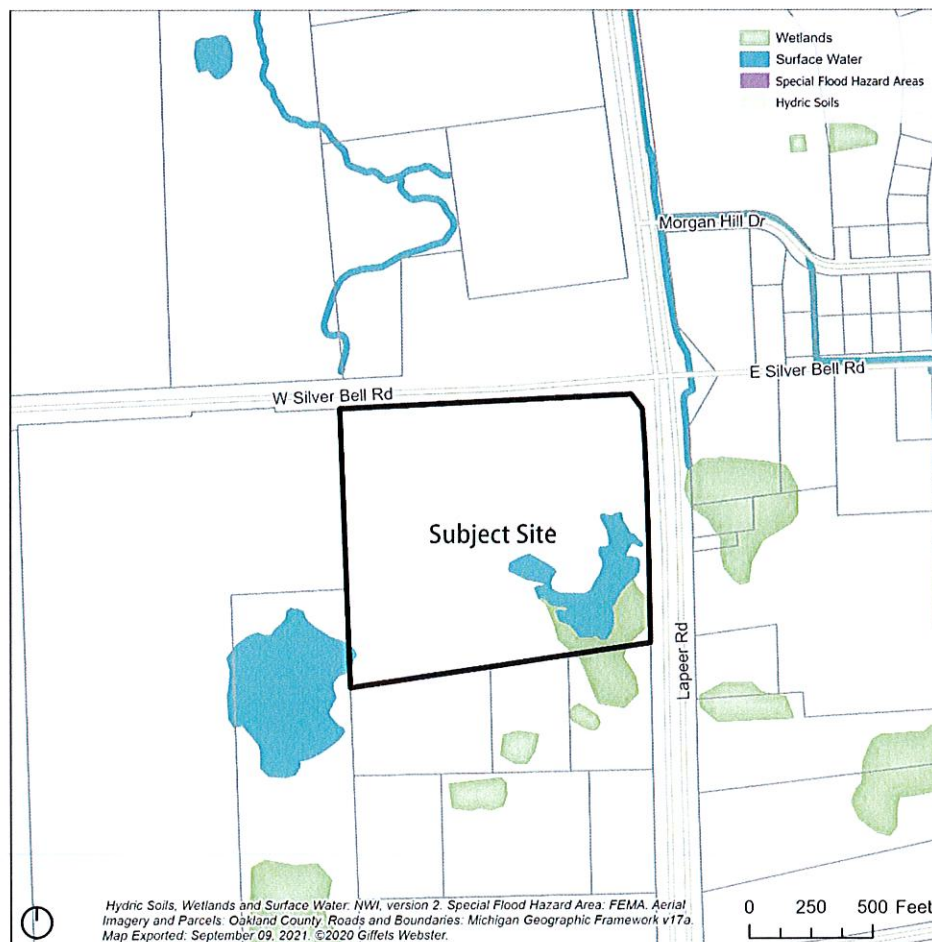 Wetlands
Surface Water
Special Flood Hazard Areas
Hydric Soils
Morgan Hill Dr
E Silver Bell Rd
W Silver Bell Rd
Subject Site
Lapeer Rd
Hydric Soils, Wetlands and Surface Water: NWI, version 2. Special Flood Hazard Area: FEMA. Aerial
Imagery and Parcels: Oakland County, Roads and Boundaries: Michigan Geographic Framework v17a.
Map Exported: September 09, 2021. ©2020 Giffels Webster.
0 250 500 Feet